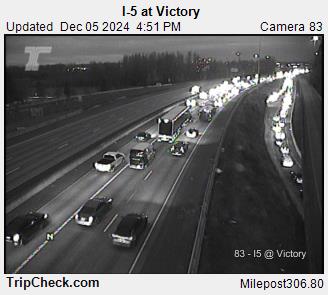 I-5 at Victory
Updated Dec 05 2024 4:51 PM Camera 83
T
N
83 - I5 @ Victory
TripCheck.com Milepost306.80